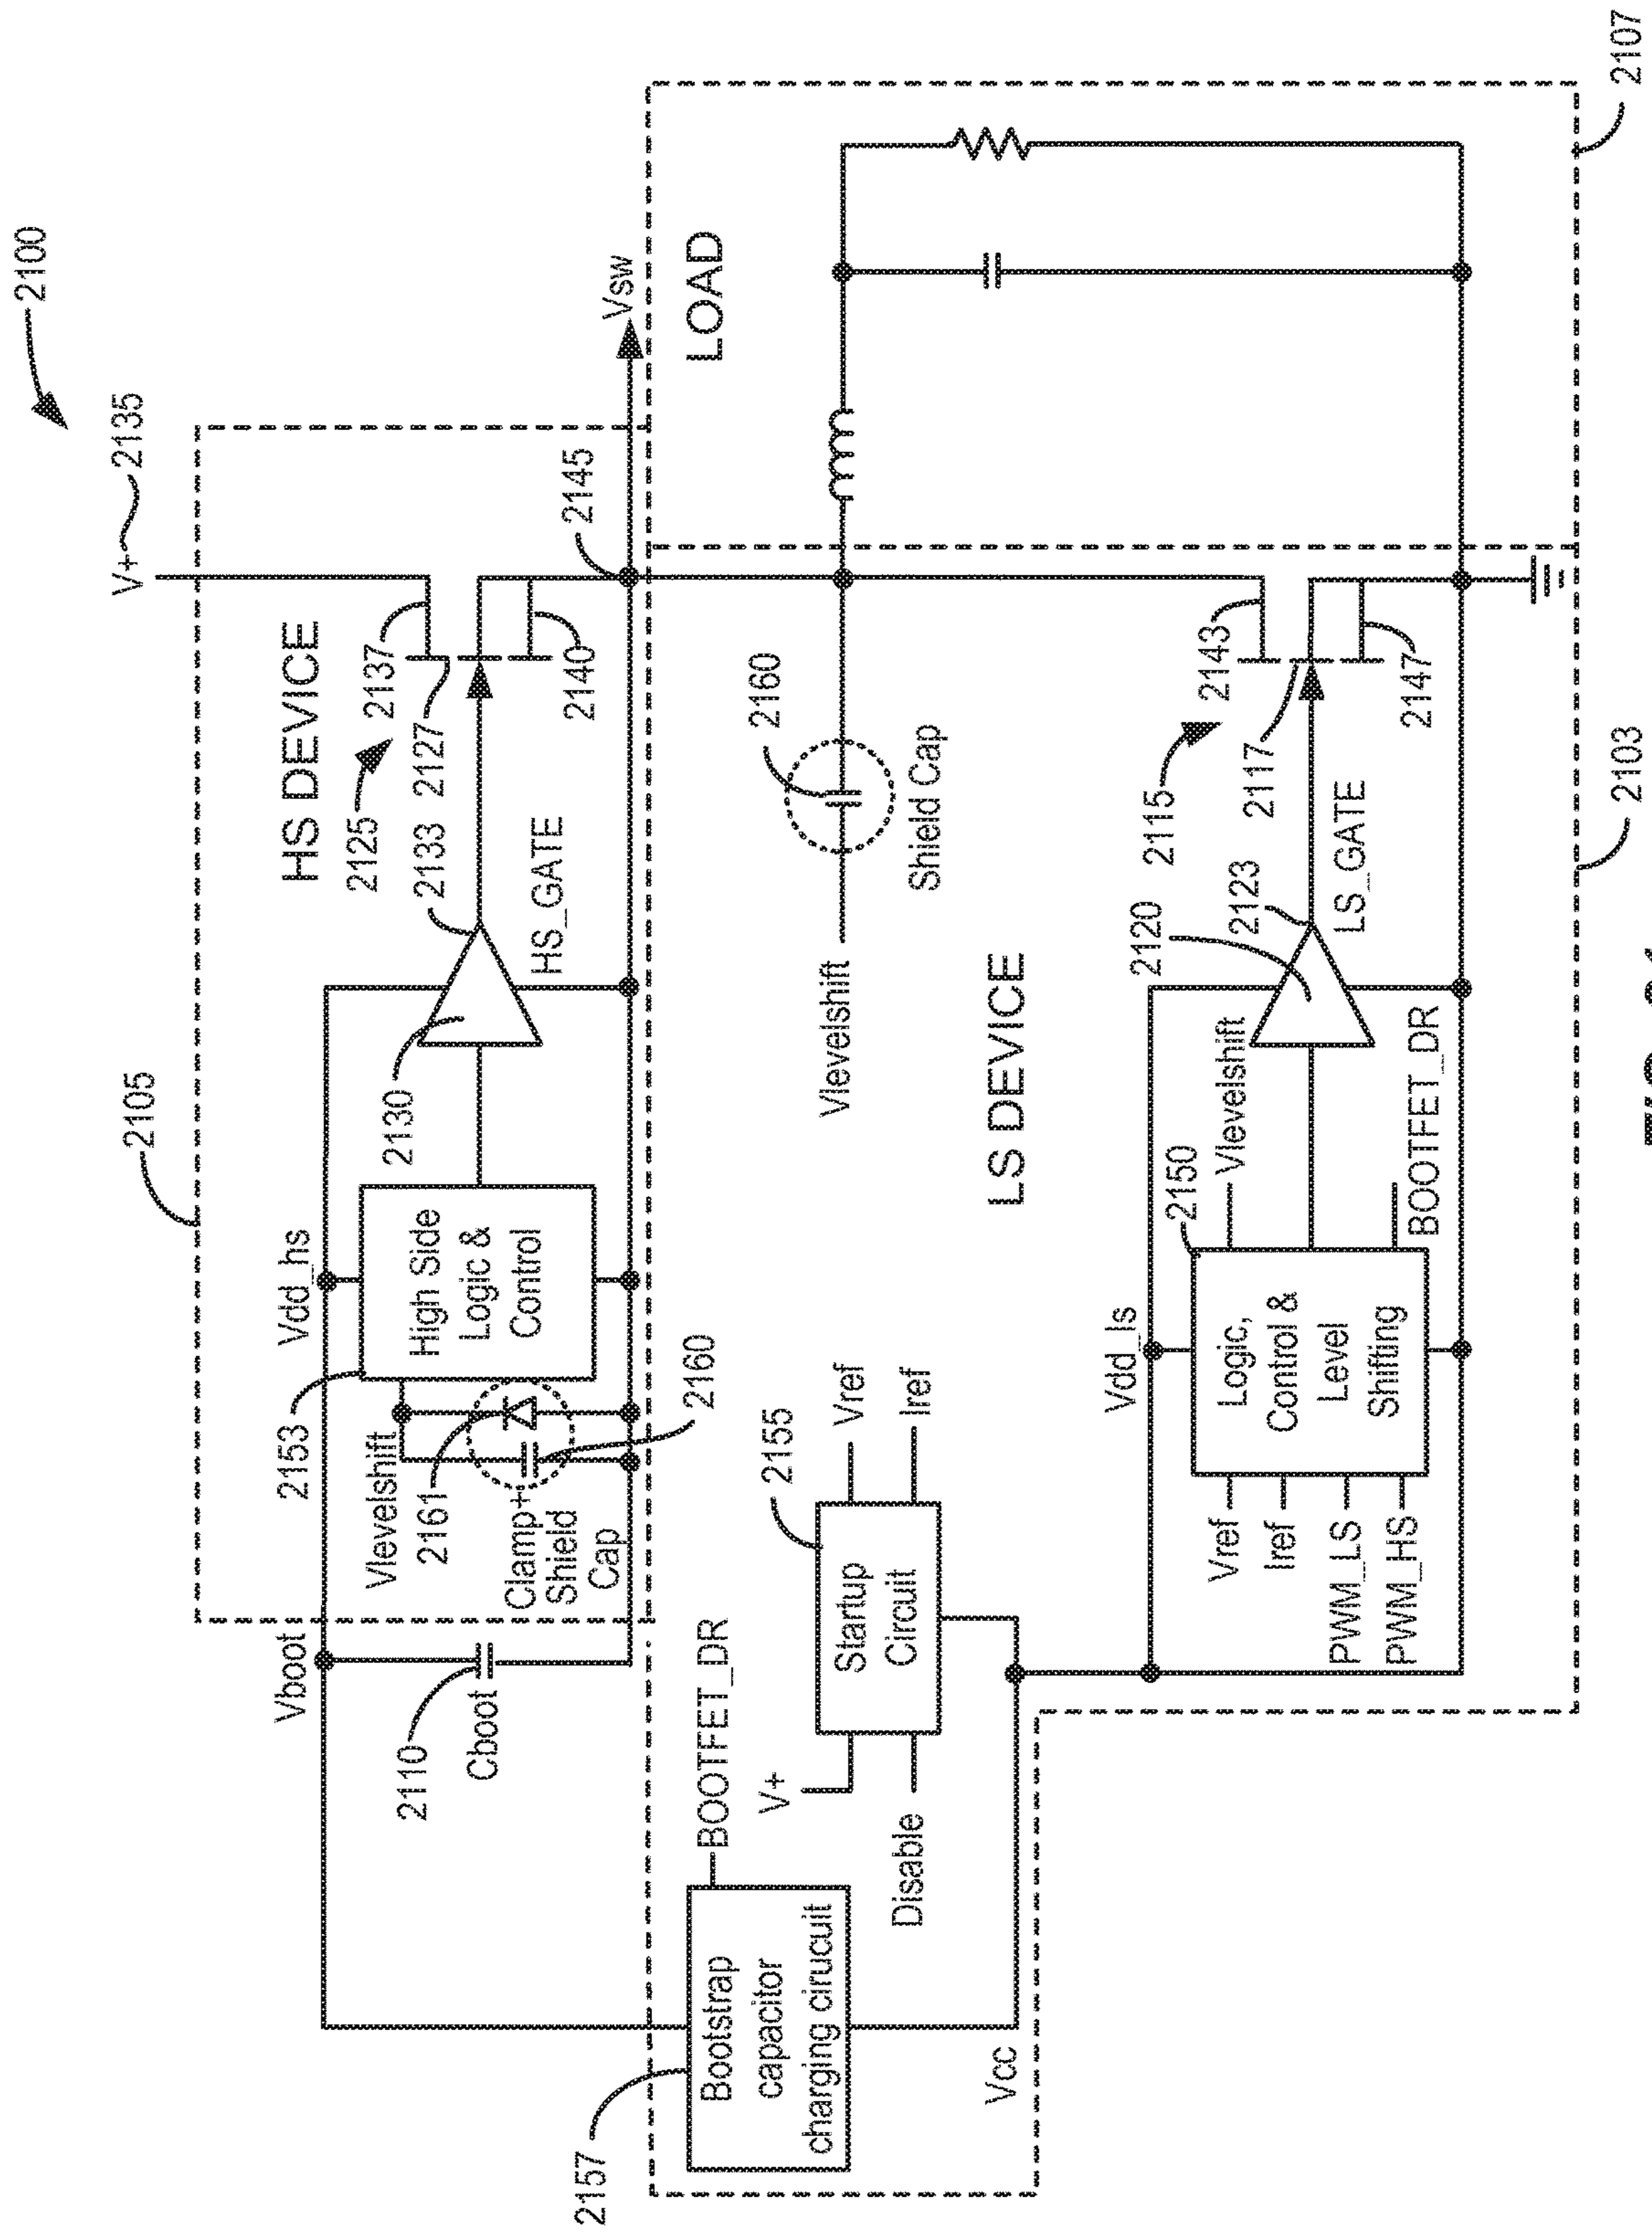 2100
V+
2135
2105
HS DEVICE
2137
2125
2127
2133
HS_GATE
2140
2145
Vsw
2130
Vdd_hs
High Side
Logic &
Control
2153
Vlevelshift
2161
Clamp+
Shield
Cap
2160
Vboot
2110
Cboot
LOAD
2107
2160
Shield Cap
Vlevelshift
LS DEVICE
2143
2115
2117
2147
2123
2120
LS_GATE
2103
Vlevelshift
2150
BOOTFET_DR
Vdd_ls
Logic,
Control &
Level
Shifting
Vref
Iref
PWM_LS
PWM_HS
Vref
Iref
2155
Startup
Circuit
V+
Disable
BOOTFET_DR
Bootstrap
capacitor
charging cirucuit
2157
Vcc